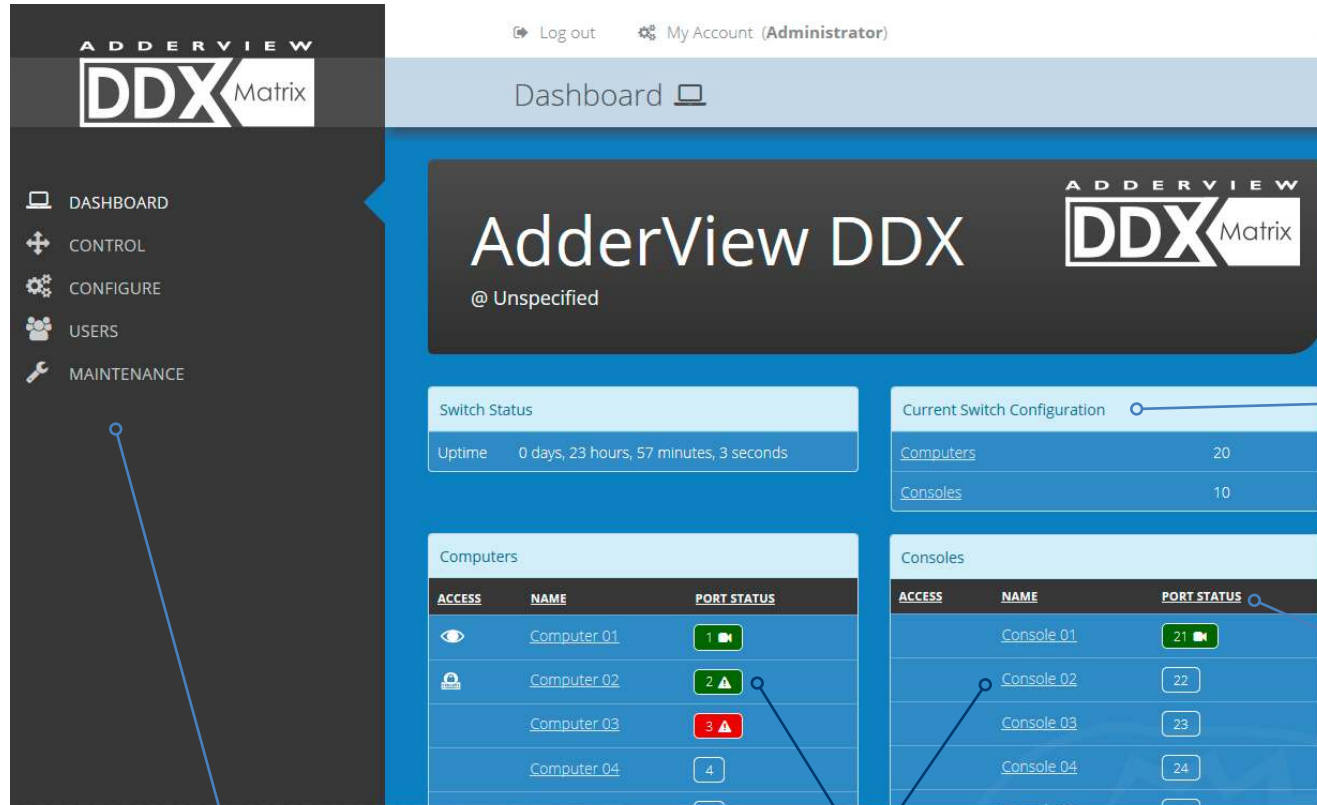 ADDERVIEW
DDX Matrix
Log out My Account (Administrator)
Dashboard
DASHBOARD
CONTROL
CONFIGURE
USERS
MAINTENANCE
AdderView DDX
@ Unspecified
ADDERVIEW
DDX Matrix
Switch Status
Uptime 0 days, 23 hours, 57 minutes, 3 seconds
Current Switch Configuration
Computers 20
Consoles 10
Computers
ACCESS NAME PORT STATUS
Computer 01 1
Computer 02 2
Computer 03 3
Computer 04 4
Consoles
ACCESS NAME PORT STATUS
Console 01 21
Console 02 22
Console 03 23
Console 04 24